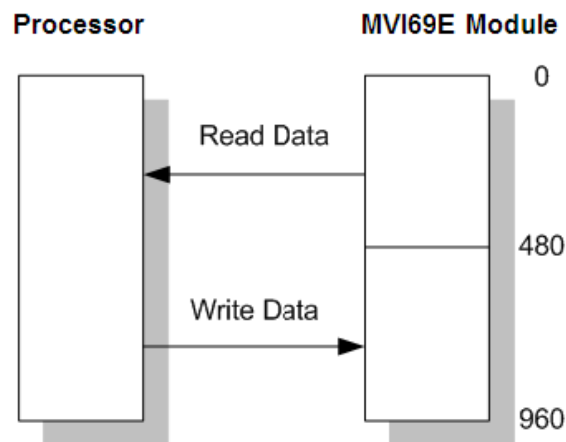 Processor
MVI69E Module
0
Read Data
480
Write Data
960